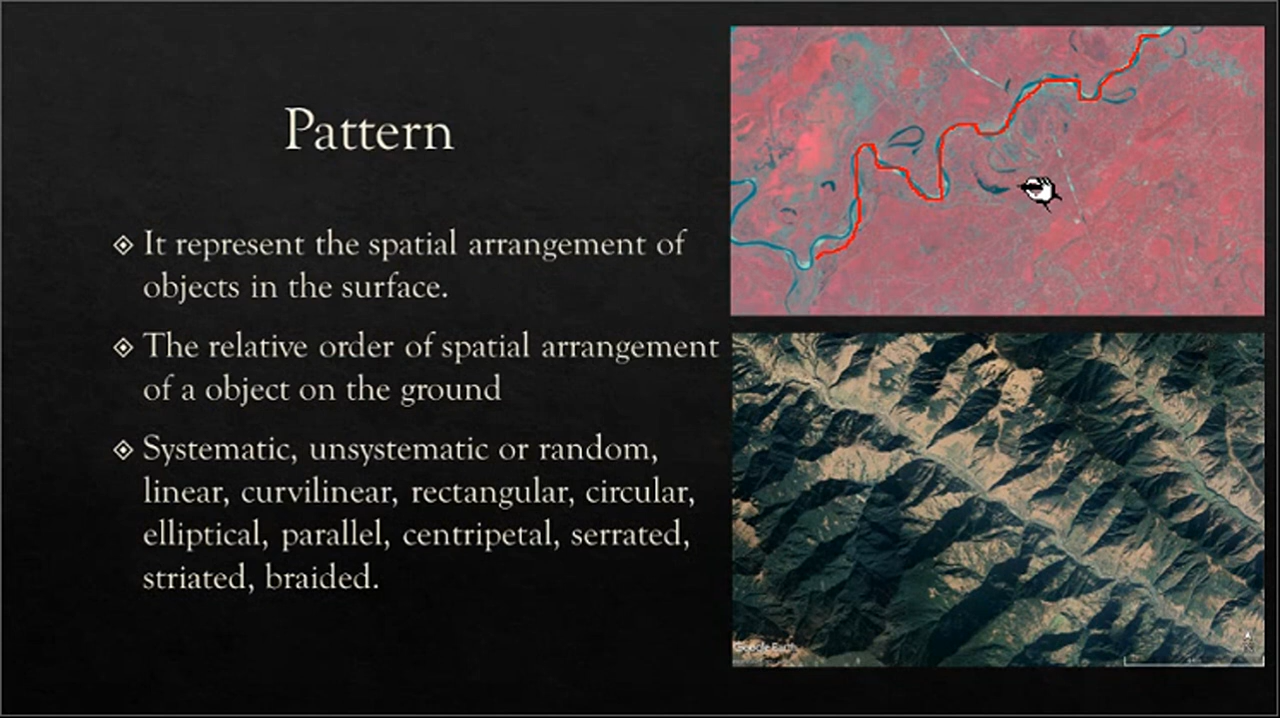 Pattern
It represent the spatial arrangement of
objects in the surface.
The relative order of spatial arrangement
of a object on the ground
Systematic, unsystematic or random,
linear, curvilinear, rectangular, circular,
elliptical, parallel, centripetal, serrated,
striated, braided.
Google Earth